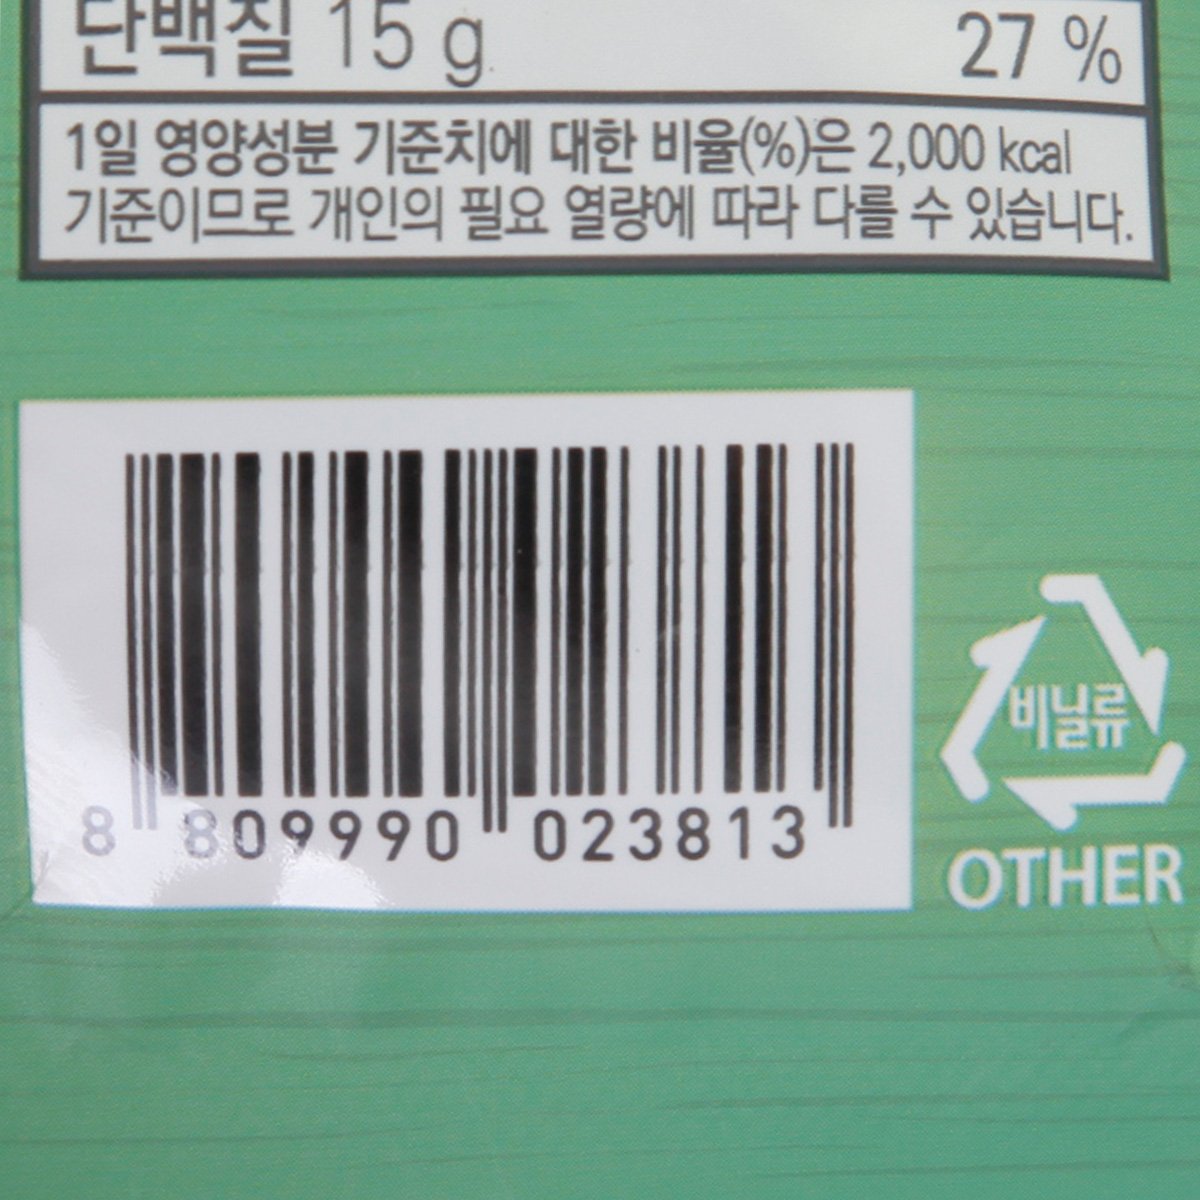 단백질 15 g 27 %
1일 영양성분 기준치에 대한 비율(%)은 2,000 kcal
기준이므로 개인의 필요 열량에 따라 다를 수 있습니다.
8 809990 023813
비닐류
OTHER